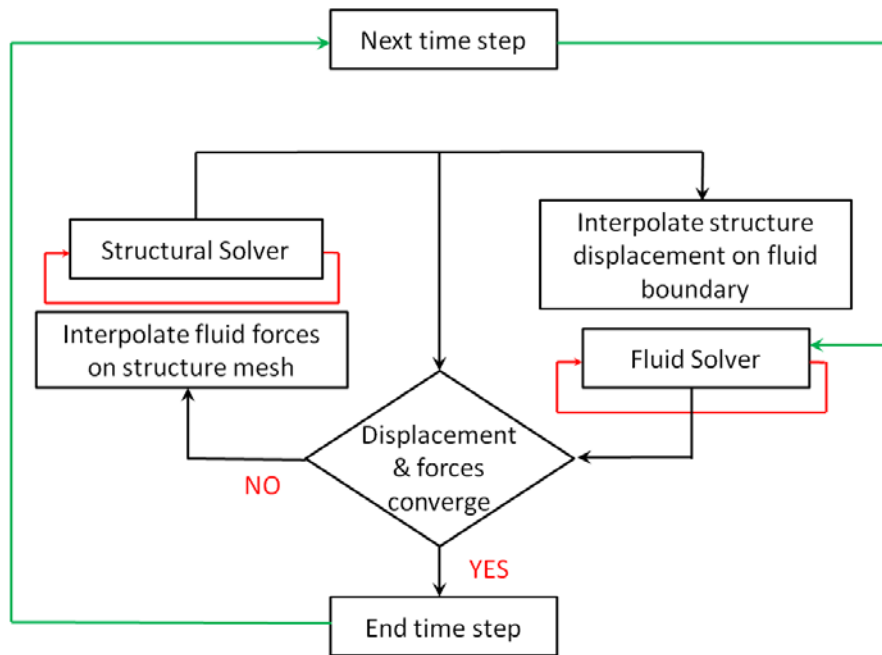 Next time step
Structural Solver
Interpolate structure
displacement on fluid
boundary
Interpolate fluid forces
on structure mesh
Fluid Solver
Displacement
& forces
converge
NO
YES
End time step